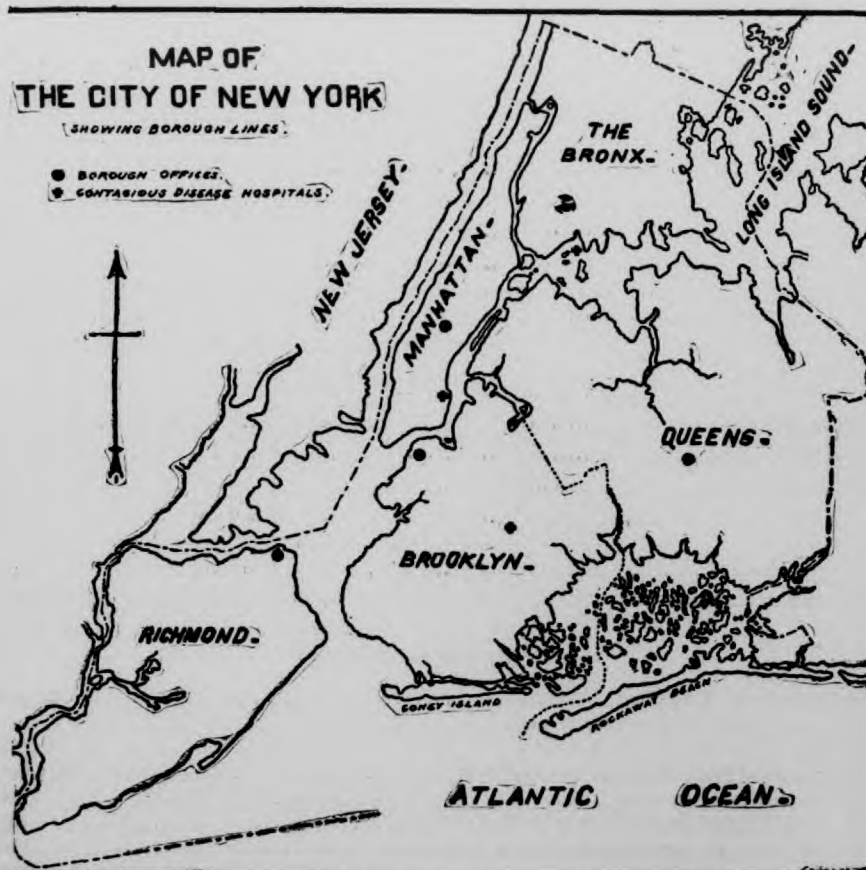 MAP OF
THE CITY OF NEW YORK
SHOWING BOROUGH LINES.
BOROUGH OFFICES.
CONTAGIOUS DISEASE HOSPITALS.
THE
BRONX.
LONG ISLAND SOUND.
NEW JERSEY.
MANHATTAN.
QUEENS.
BROOKLYN.
RICHMOND.
CONEY ISLAND
ROCKAWAY BEACH
ATLANTIC OCEAN.